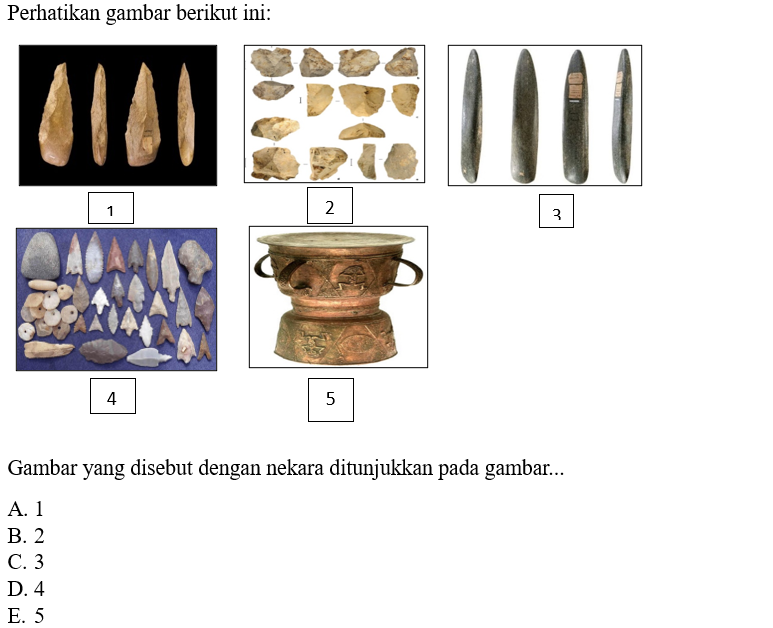 Perhatikan gambar berikut ini:
1
2
3
4
5
Gambar yang disebut dengan nekara ditunjukkan pada gambar...
A. 1
B. 2
C. 3
D. 4
E. 5